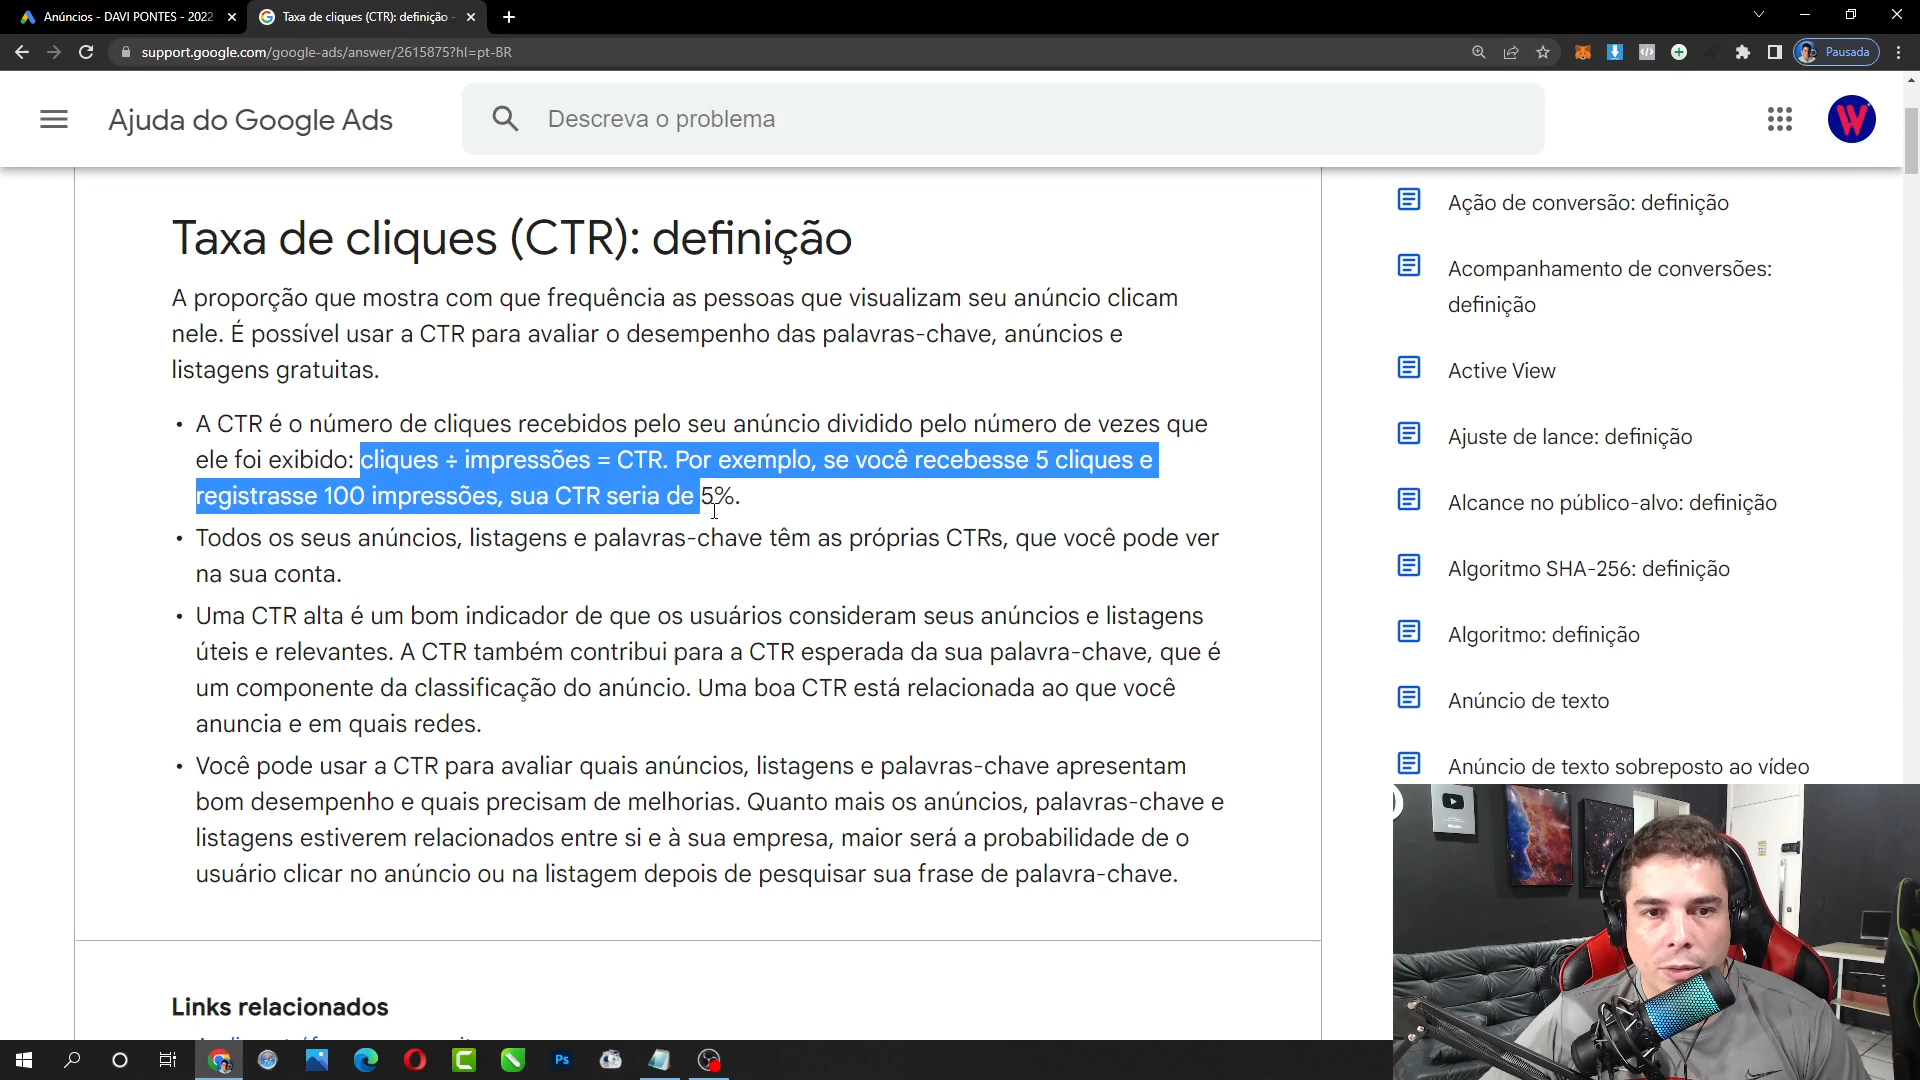 Anúncios - DAVI PONTES - 2022
Taxa de cliques (CTR): definição -
support.google.com/google-ads/answer/2615875?hl=pt-BR
Pausada
Ajuda do Google Ads
Descreva o problema
W
Taxa de cliques (CTR): definição
A proporção que mostra com que frequência as pessoas que visualizam seu anúncio clicam
nele. É possível usar a CTR para avaliar o desempenho das palavras-chave, anúncios e
listagens gratuitas.
• A CTR é o número de cliques recebidos pelo seu anúncio dividido pelo número de vezes que
ele foi exibido: cliques ÷ impressões = CTR. Por exemplo, se você recebesse 5 cliques e
registrasse 100 impressões, sua CTR seria de 5%.
• Todos os seus anúncios, listagens e palavras-chave têm as próprias CTRs, que você pode ver
na sua conta.
• Uma CTR alta é um bom indicador de que os usuários consideram seus anúncios e listagens
úteis e relevantes. A CTR também contribui para a CTR esperada da sua palavra-chave, que é
um componente da classificação do anúncio. Uma boa CTR está relacionada ao que você
anuncia e em quais redes.
• Você pode usar a CTR para avaliar quais anúncios, listagens e palavras-chave apresentam
bom desempenho e quais precisam de melhorias. Quanto mais os anúncios, palavras-chave e
listagens estiverem relacionados entre si e à sua empresa, maior será a probabilidade de o
usuário clicar no anúncio ou na listagem depois de pesquisar sua frase de palavra-chave.
Links relacionados
Ação de conversão: definição
Acompanhamento de conversões:
definição
Active View
Ajuste de lance: definição
Alcance no público-alvo: definição
Algoritmo SHA-256: definição
Algoritmo: definição
Anúncio de texto
Anúncio de texto sobreposto ao vídeo
Ps